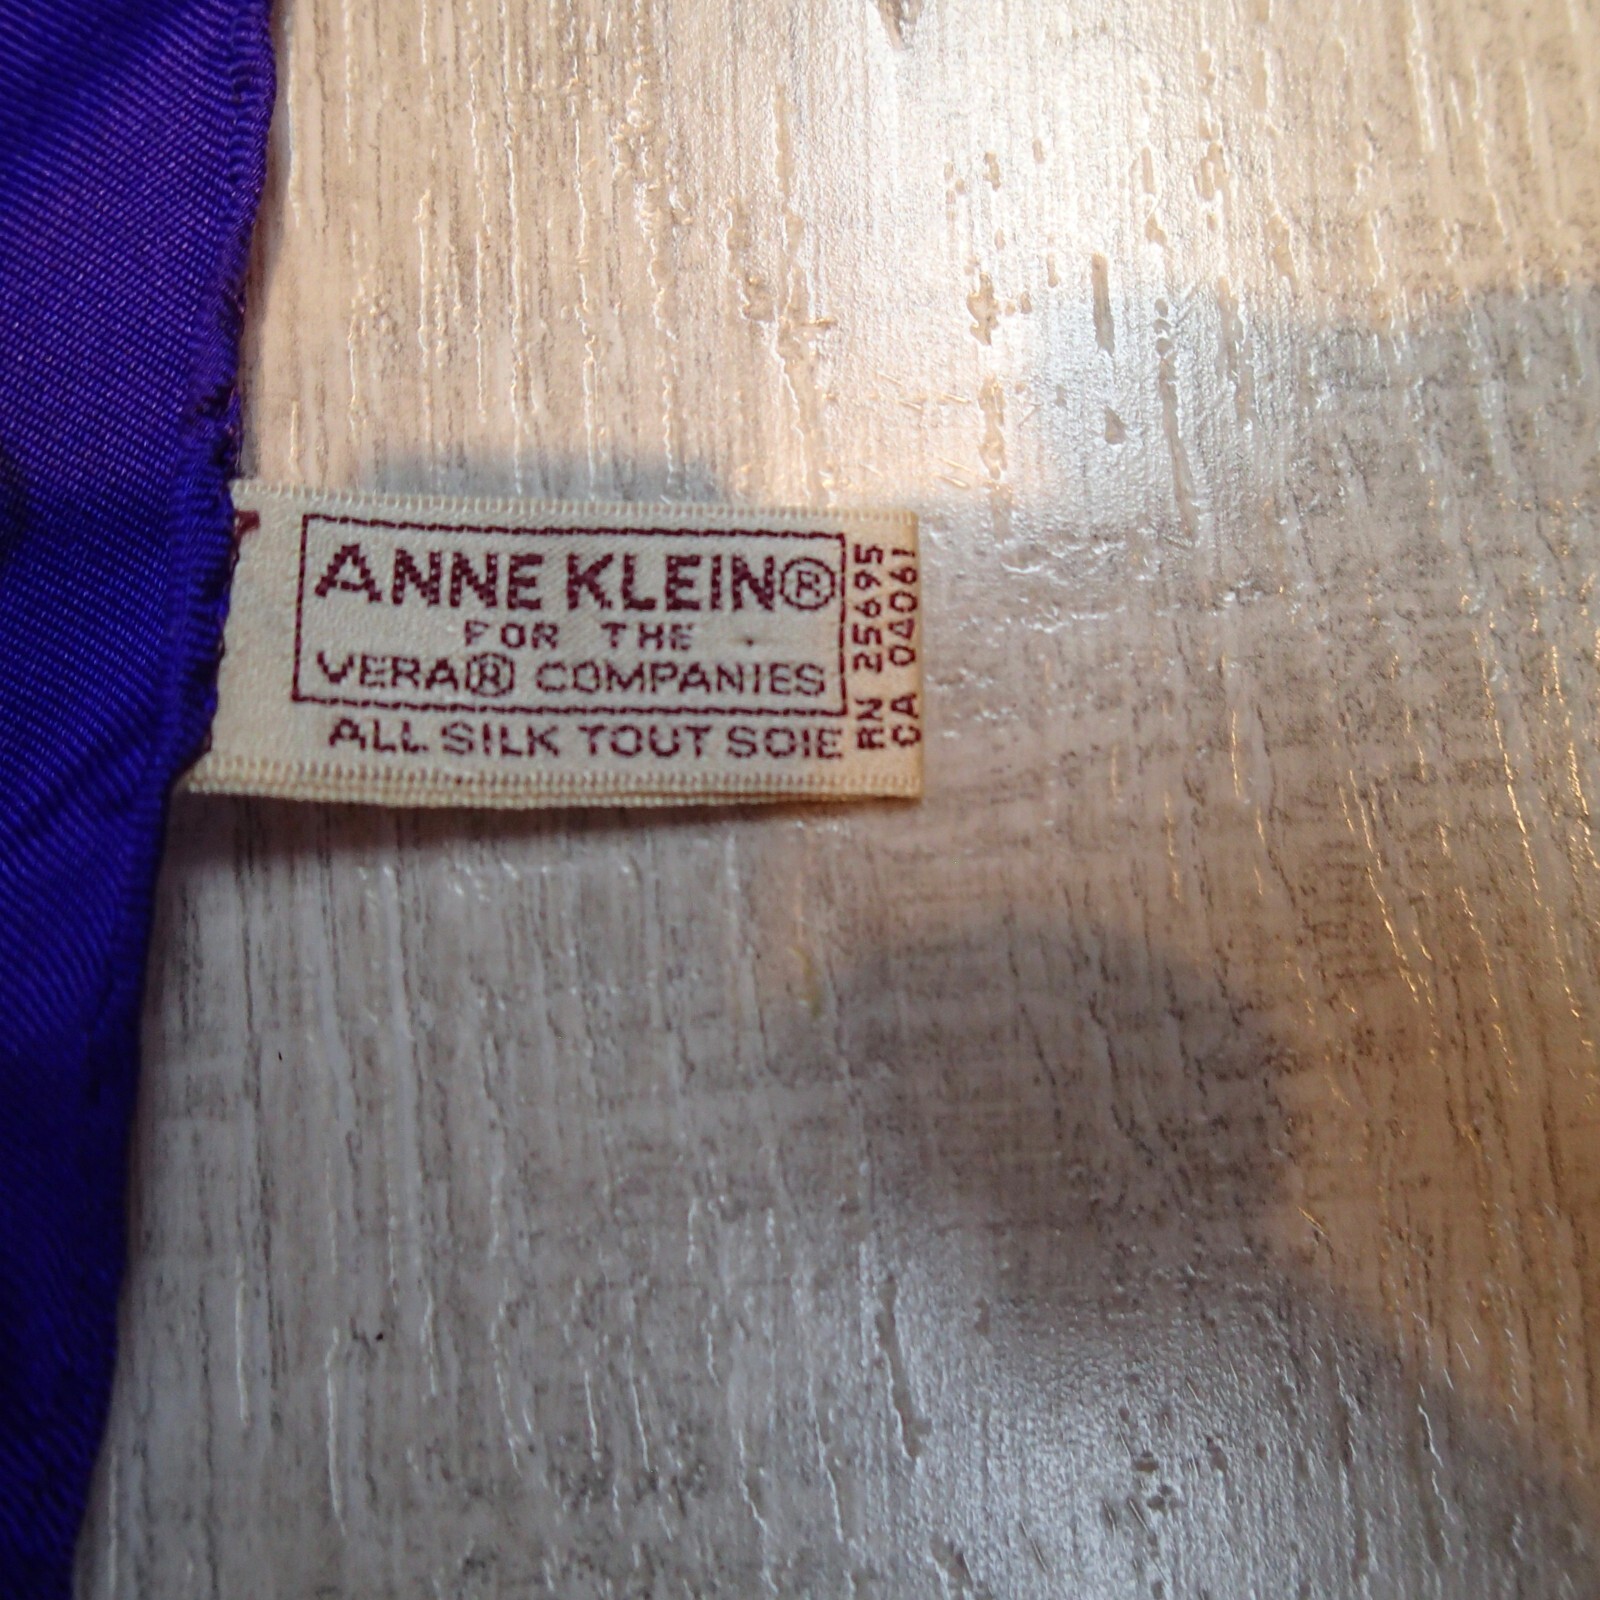 ANNE KLEIN®
FOR THE
VERA® COMPANIES
ALL SILK TOUT SOIE
RN 25695
CA 04061